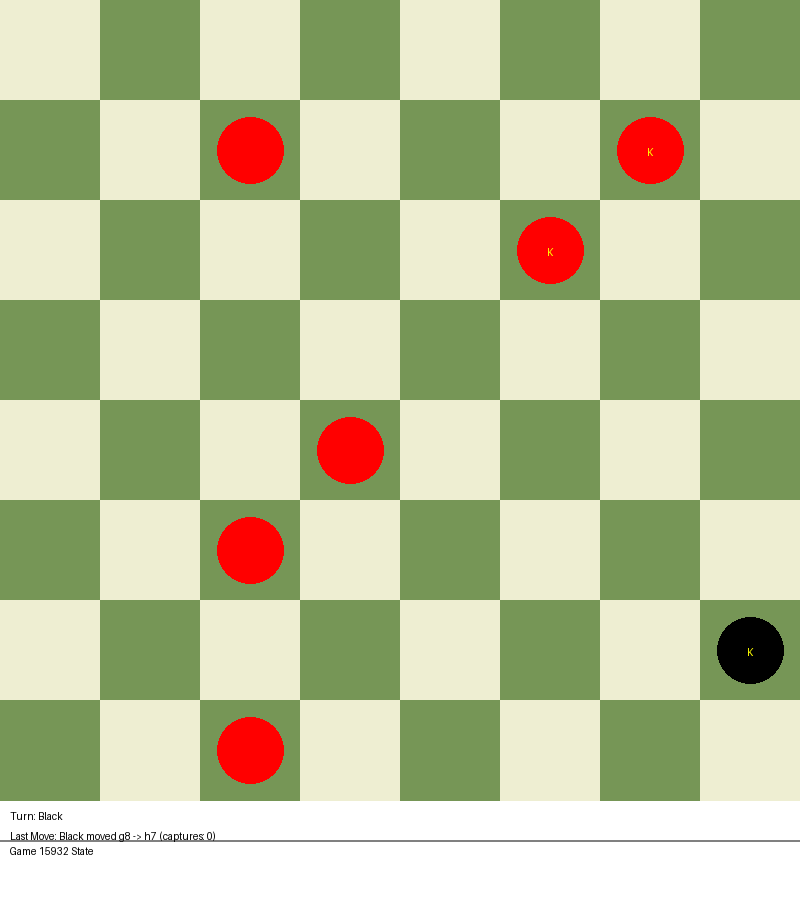 K
K
K
Turn: Black
Last Move: Black moved g8 -> h7 (captures: 0)
Game 15932 State